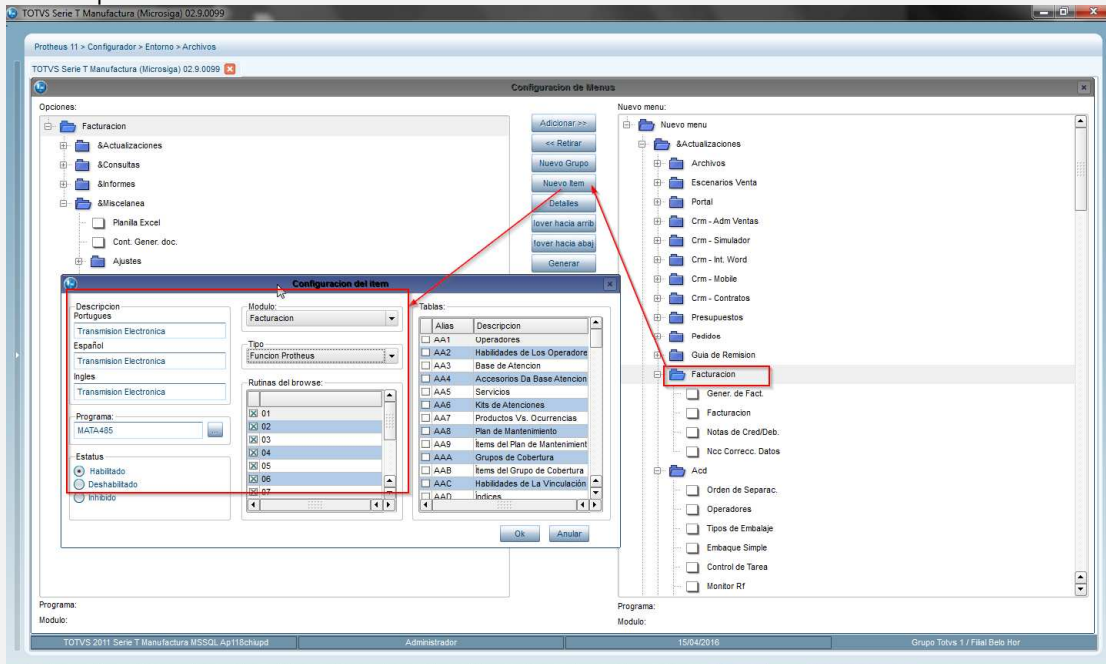 TOTVS Serie T Manufactura (Microsiga) 02.9.0099
Protheus 11 > Configurador > Entorno > Archivos
TOTVS Serie T Manufactura (Microsiga) 02.9.0099
Configuracion de Menus
Opciones:
Facturacion
&Actualizaciones
&Consultas
&Informes
&Miscelanea
Planilla Excel
Cont. Gener. doc.
Ajustes
Adicionar >>
<< Retirar
Nuevo Grupo
Nuevo Item
Detalles
lover hacia arrib
lover hacia abaj
Generar
Nuevo menu:
Nuevo menu
&Actualizaciones
Archivos
Escenarios Venta
Portal
Crm - Adm Ventas
Crm - Simulador
Crm - Int. Word
Crm - Mobile
Crm - Contratos
Presupuestos
Pedidos
Guia de Remision
Facturacion
Gener. de Fact.
Facturacion
Notas de Cred/Deb.
Ncc Correcc. Datos
Acd
Orden de Separac.
Operadores
Tipos de Embalaje
Embaque Simple
Control de Tarea
Monitor Rf
Configuracion del item
Descripcion
Portugues
Transmision Electronica
Español
Transmision Electronica
Ingles
Transmision Electronica
Programa:
MATA485
...
Estatus
Habilitado
Deshabilitado
Inhibido
Modulo:
Facturacion
Tipo
Funcion Protheus
Rutinas del browse:
01
02
03
04
05
06
07
Tablas:
Alias Descripcion
AA1 Operadores
AA2 Habilidades de Los Operadore
AA3 Base de Atencion
AA4 Accesorios Da Base Atencion
AA5 Servicios
AA6 Kits de Atenciones
AA7 Productos Vs. Ocurrencias
AA8 Plan de Mantenimiento
AA9 Ítems del Plan de Mantenimient
AAA Grupos de Cobertura
AAB Ítems del Grupo de Cobertura
AAC Habilidades de La Vinculación
AAD Índices
Ok Anular
Programa:
Modulo:
Programa:
Modulo:
TOTVS 2011 Serie T Manufactura MSSQL Ap118chiupd Administrador 15/04/2016 Grupo Totvs 1 / Filial Belo Hor